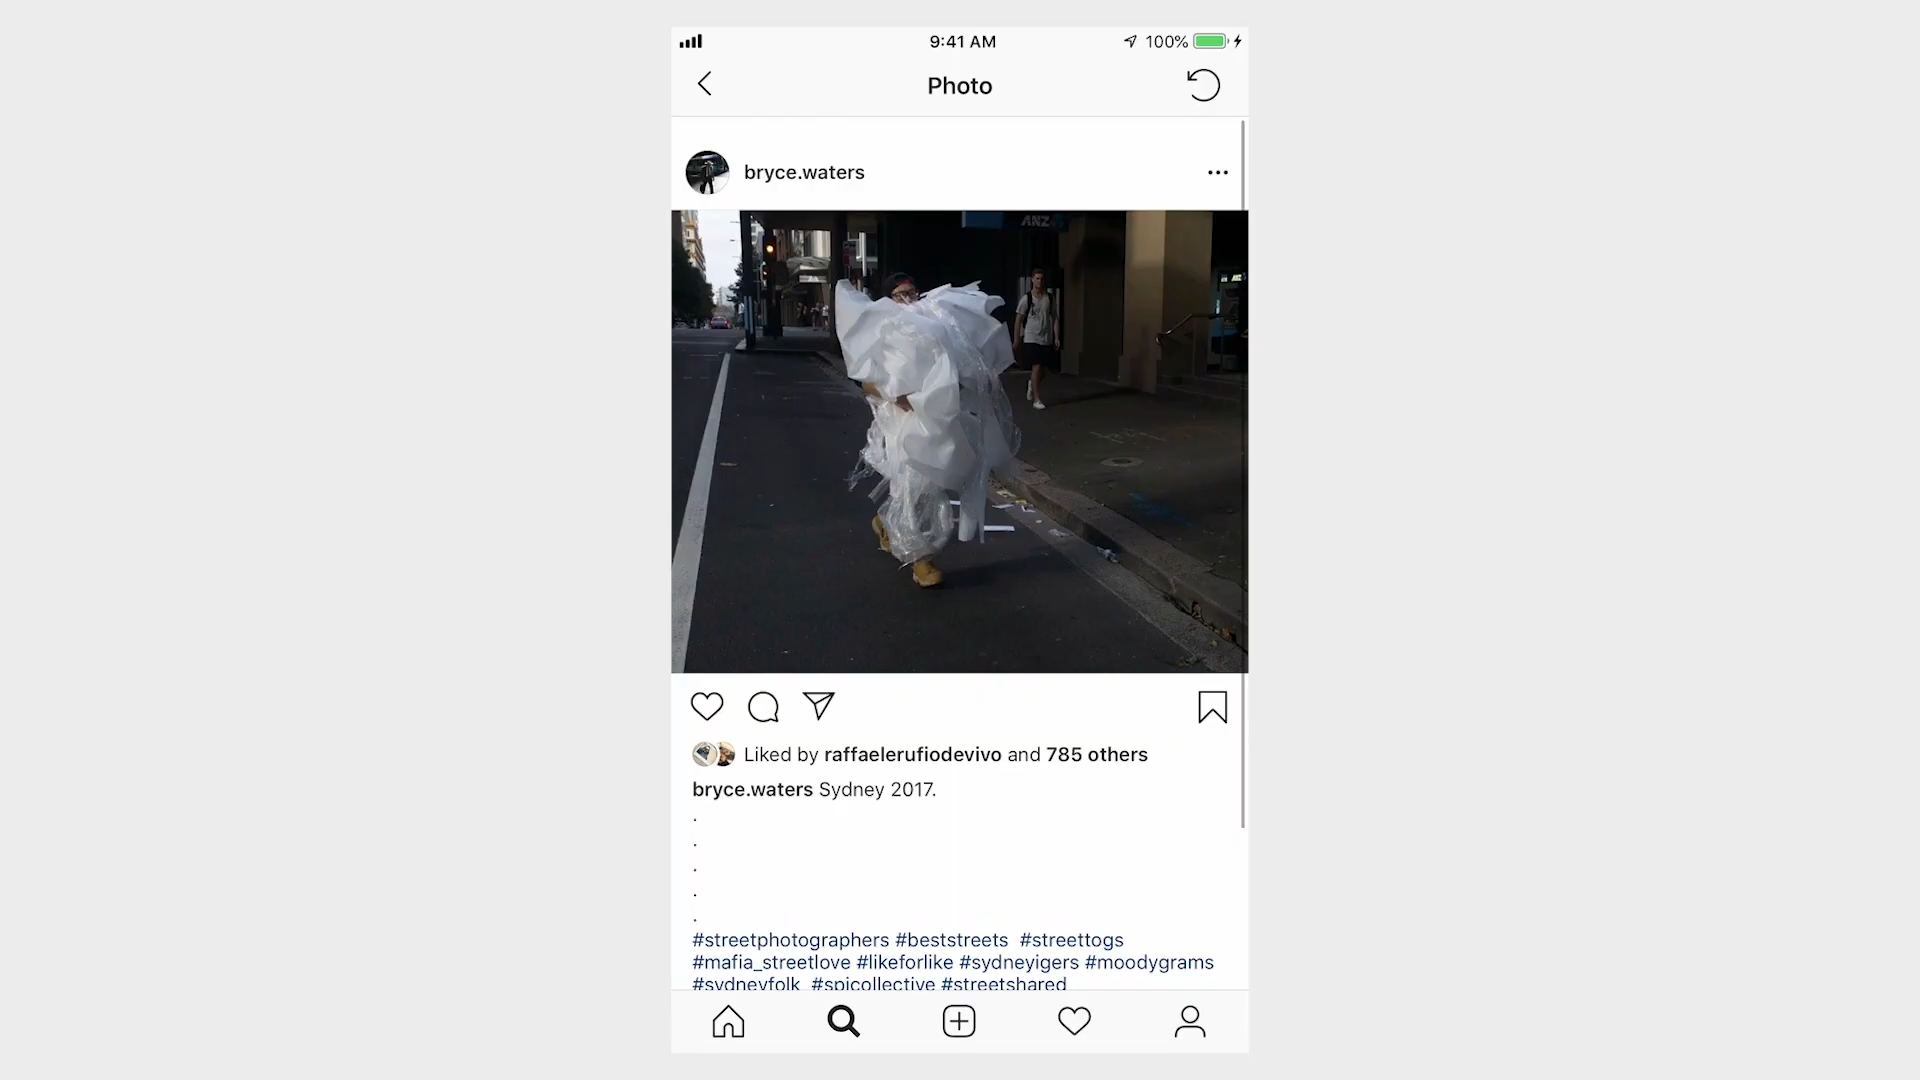 9:41 AM
100%
Photo
bryce.waters
ANZ
Liked by raffaelerufiodevivo and 785 others
bryce.waters Sydney 2017.
.
.
.
.
.
#streetphotographers #beststreets #streettogs
#mafia_streetlove #likeforlike #sydneyigers #moodygrams
#sydneyfolk #spicollective #streetshared